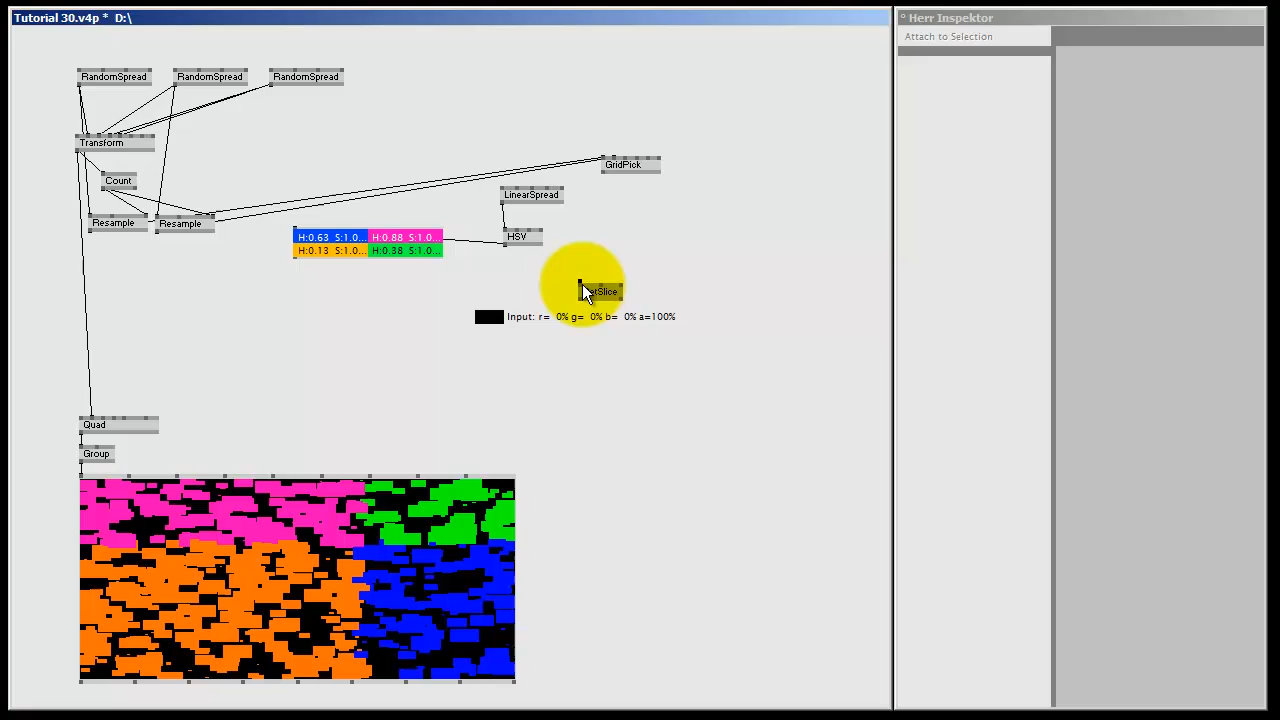 Tutorial 30.v4p * D:\
° Herr Inspektor
Attach to Selection
RandomSpread
RandomSpread
RandomSpread
Transform
GridPick
Count
LinearSpread
Resample
Resample
H:0.63 S:1.0... H:0.88 S:1.0...
H:0.13 S:1.0... H:0.38 S:1.0...
HSV
Input: r= 0% g= 0% b= 0% a=100%
Quad
Group